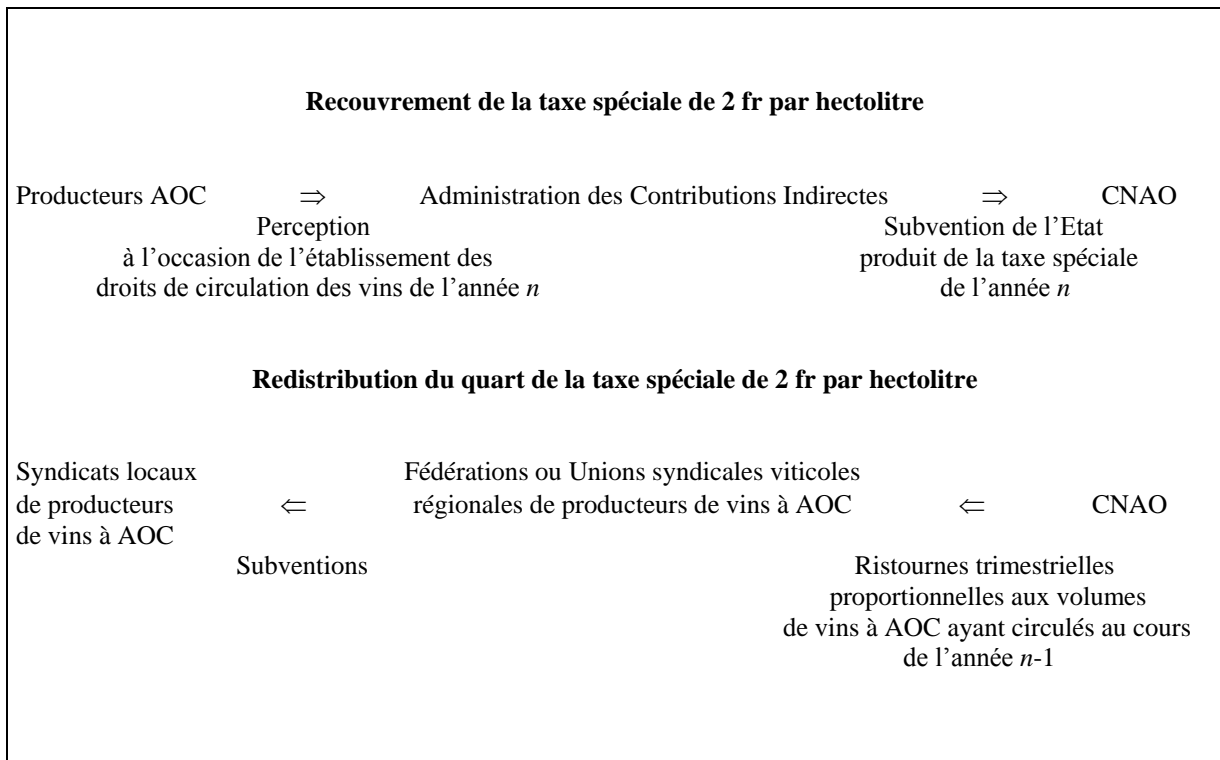 Recouvrement de la taxe spéciale de 2 fr par hectolitre
Producteurs AOC ⇒ Administration des Contributions Indirectes ⇒ CNAO
Perception Subvention de l’Etat
à l’occasion de l’établissement des produit de la taxe spéciale
droits de circulation des vins de l’année n de l’année n
Redistribution du quart de la taxe spéciale de 2 fr par hectolitre
Syndicats locaux Fédérations ou Unions syndicales viticoles
de producteurs ⇐ régionales de producteurs de vins à AOC ⇐ CNAO
de vins à AOC
Subventions Ristournes trimestrielles
proportionnelles aux volumes
de vins à AOC ayant circulés au cours
de l’année n-1